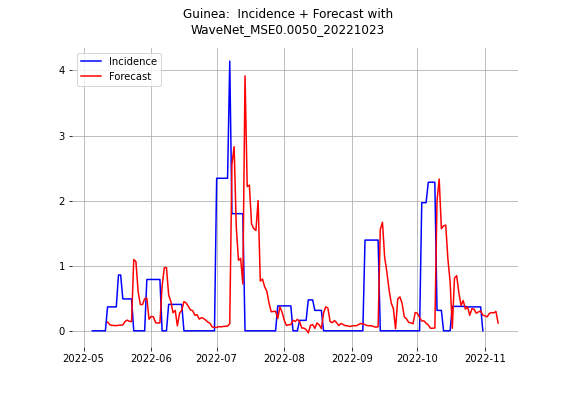 Guinea:  Incidence + Forecast with
WaveNet_MSE0.0050_20221023
Incidence
Forecast
4
3
2
1
0
2022-05 2022-06 2022-07 2022-08 2022-09 2022-10 2022-11